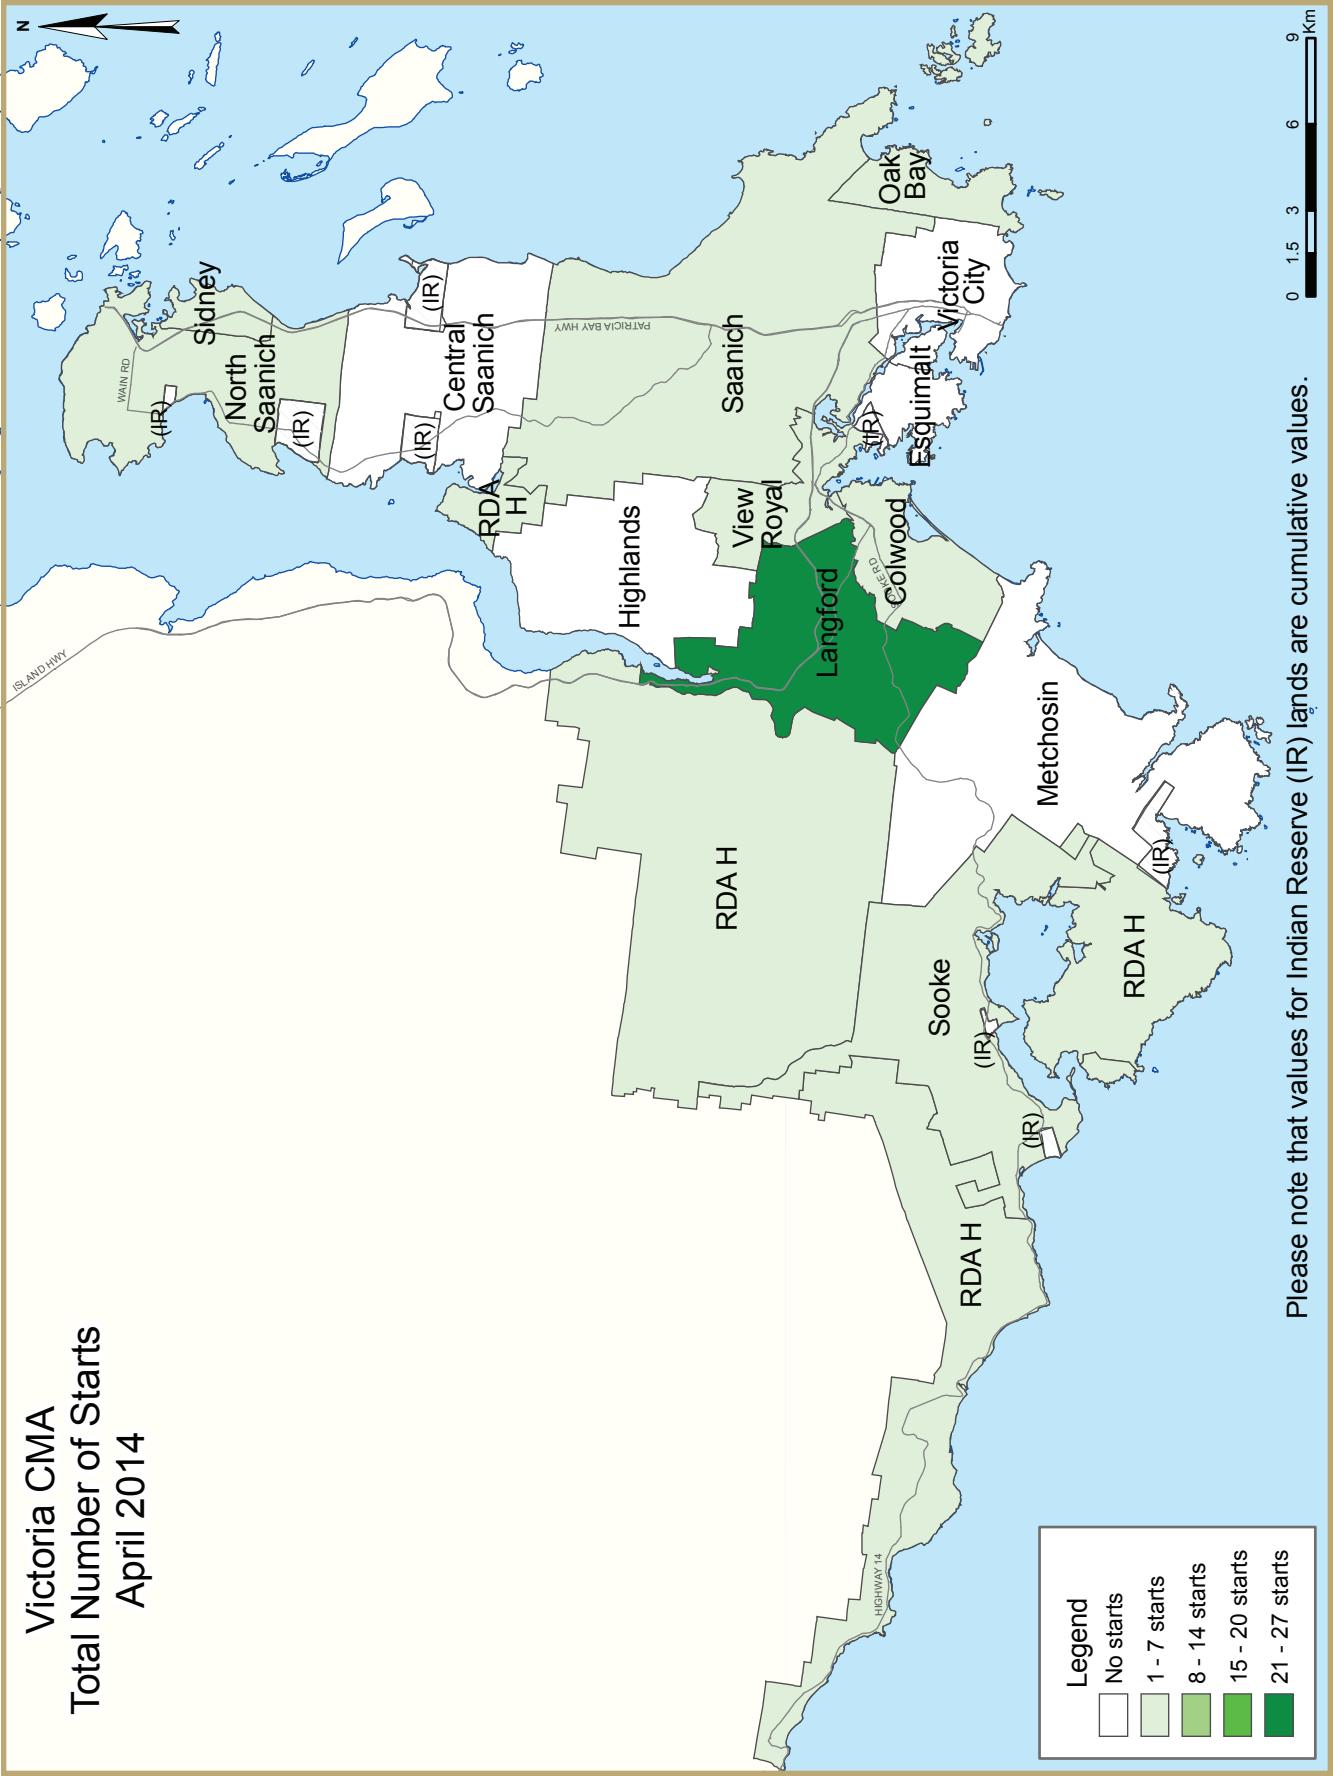 Victoria CMA
Total Number of Starts
April 2014
N
ISLAND HWY
WAIN RD
(IR)
North
Saanich
Sidney
(IR)
(IR)
Central
Saanich
(IR)
PATRICIA BAY HWY
RDA
H
Saanich
Highlands
View
Royal
Oak
Bay
Victoria
City
Esquimalt
(IR)
Langford
Colwood
SOOKE RD
RDA H
Metchosin
(IR)
Sooke
(IR)
RDA H
(IR)
RDA H
HIGHWAY 14
Legend
No starts
1 - 7 starts
8 - 14 starts
15 - 20 starts
21 - 27 starts
0 1.5 3 6 9
Km
Please note that values for Indian Reserve (IR) lands are cumulative values.